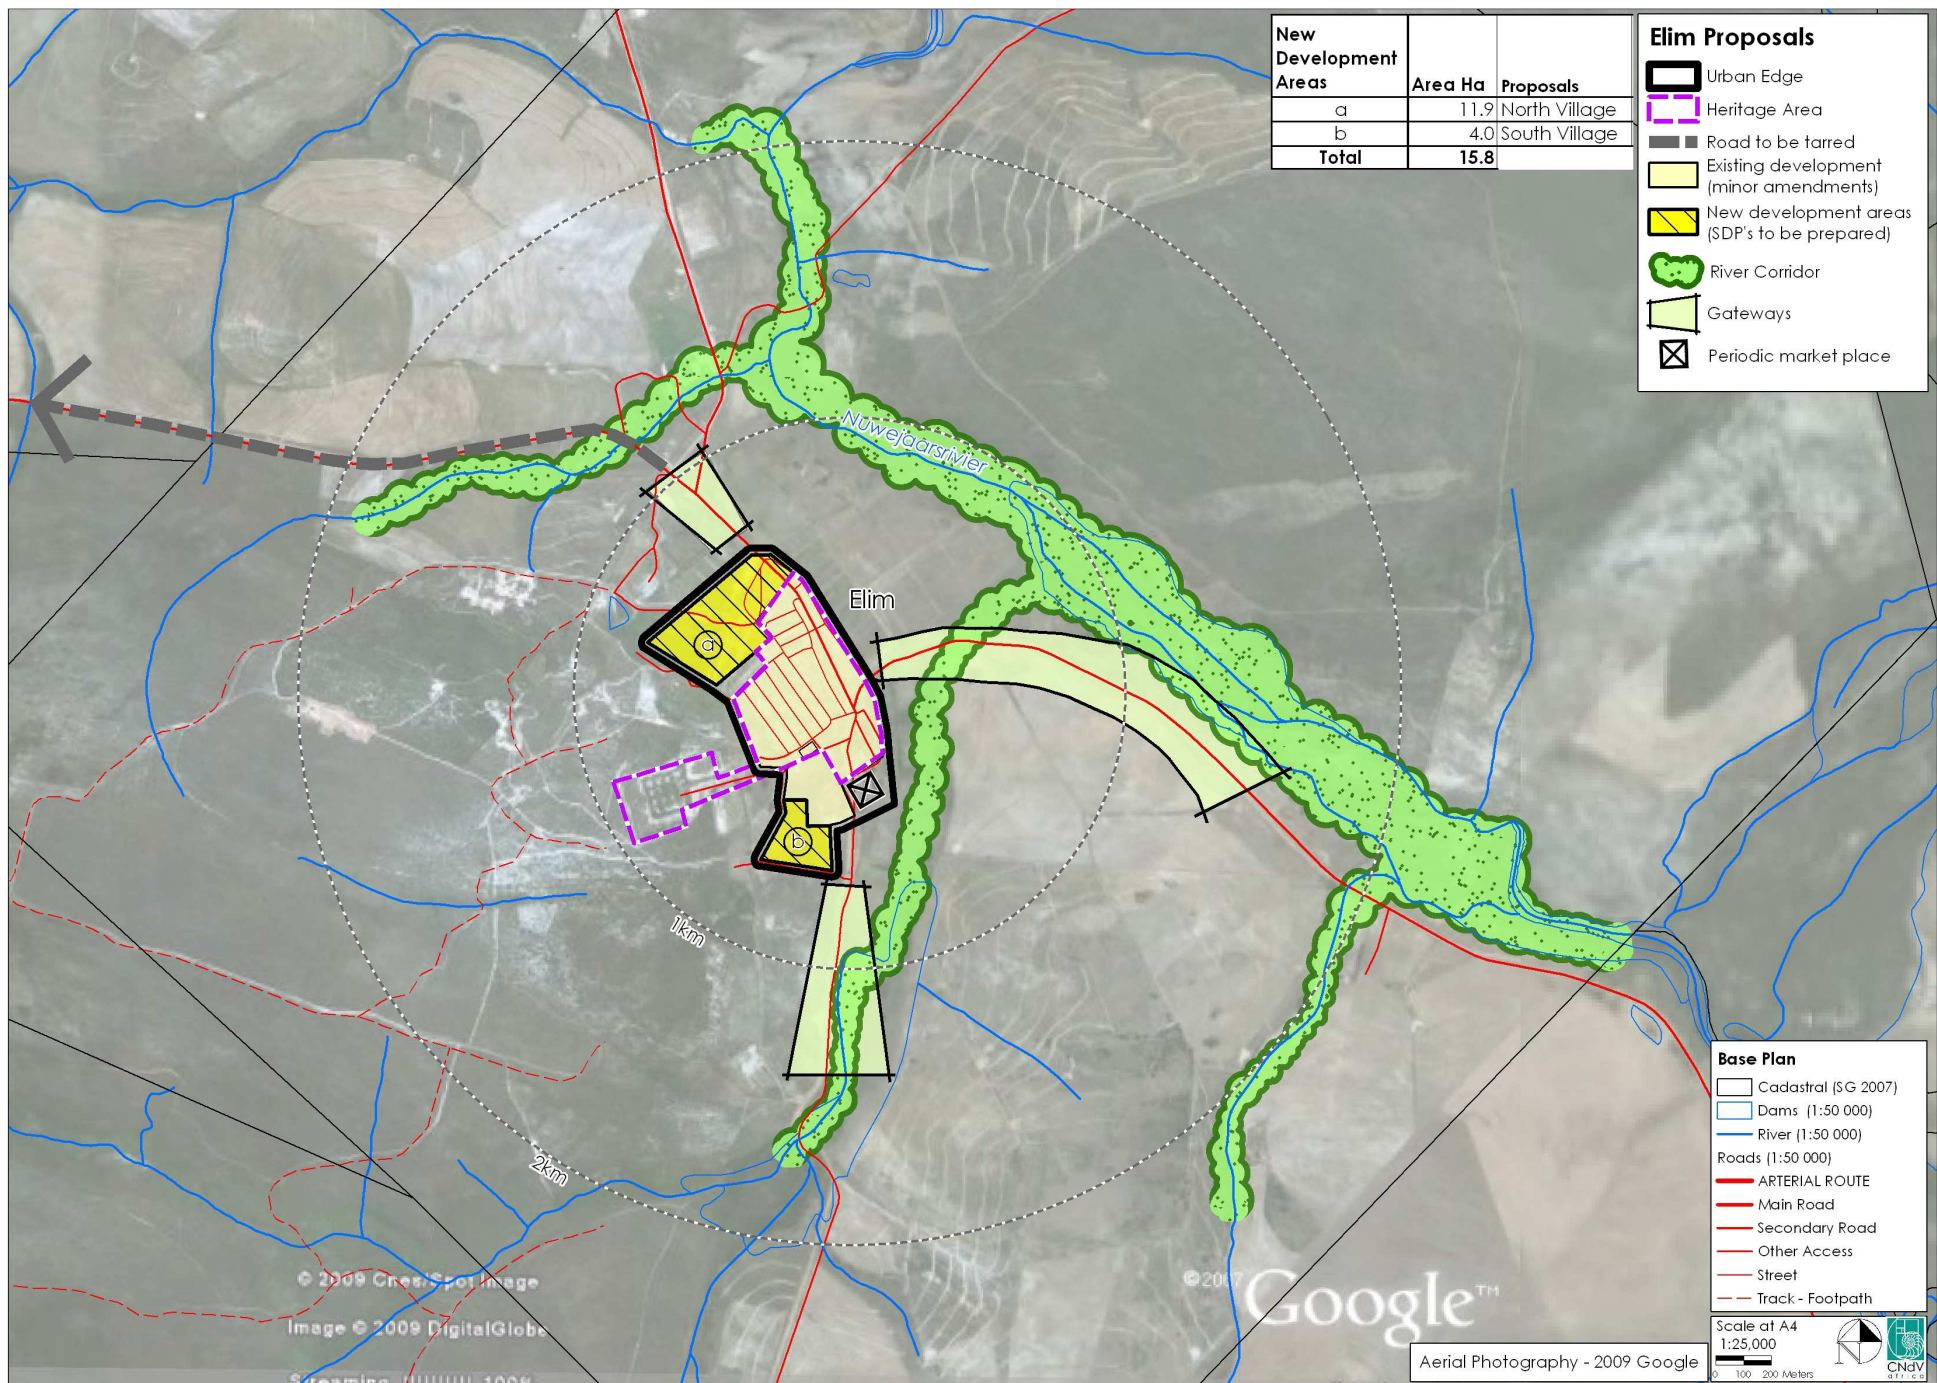 New
Development
Areas Area Ha Proposals
a 11.9 North Village
b 4.0 South Village
Total 15.8
Elim Proposals
Urban Edge
Heritage Area
Road to be tarred
Existing development
(minor amendments)
New development areas
(SDP's to be prepared)
River Corridor
Gateways
Periodic market place
Nuwejaarsrivier
Elim
a
b
1km
2km
Base Plan
Cadastral (SG 2007)
Dams (1:50 000)
River (1:50 000)
Roads (1:50 000)
ARTERIAL ROUTE
Main Road
Secondary Road
Other Access
Street
Track - Footpath
© 2009 Cnes/Spot Image
Image © 2009 DigitalGlobe
©2007 Google™
Aerial Photography - 2009 Google
Scale at A4
1:25,000
0 100 200 Meters
N
CNdV
africa